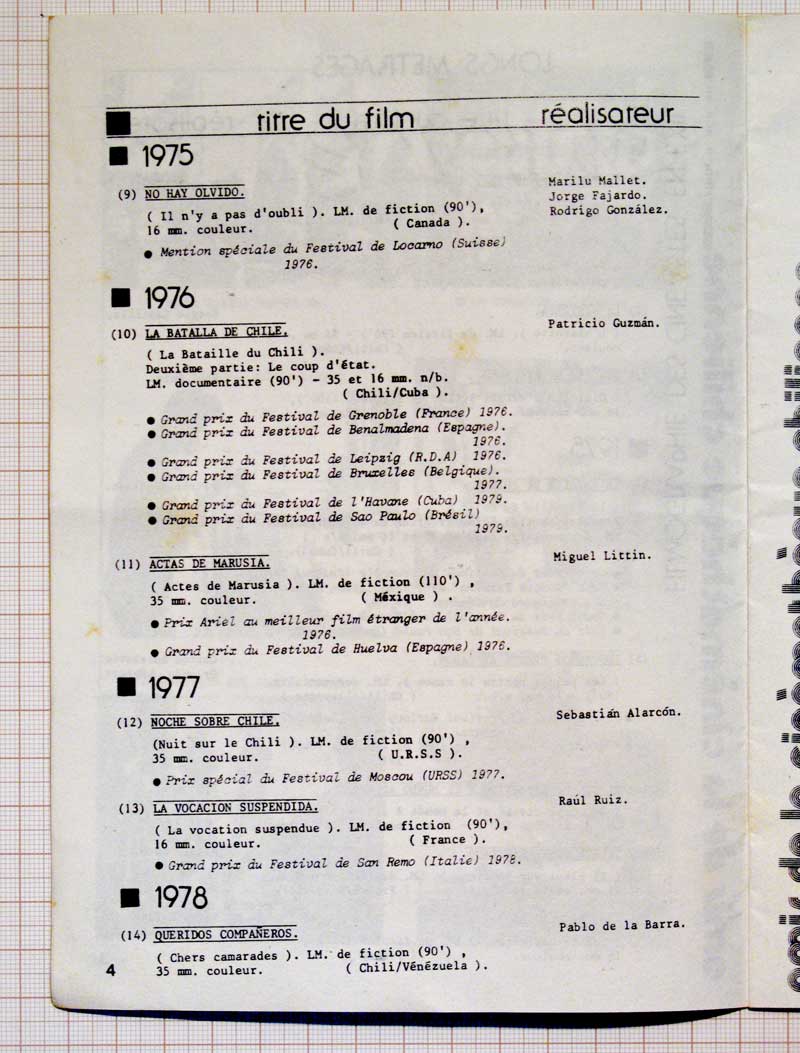 titre du film réalisateur
1975
(9) NO HAY OLVIDO. Marilu Mallet.
Jorge Fajardo.
( Il n'y a pas d'oubli ). LM. de fiction (90'), Rodrigo González.
16 mm. couleur. ( Canada ).
Mention spéciale du Festival de Locarno (Suisse)
1976.
1976
(10) LA BATALLA DE CHILE. Patricio Guzmán.
( La Bataille du Chili ).
Deuxième partie: Le coup d'état.
LM. documentaire (90') - 35 et 16 mm. n/b.
( Chili/Cuba ).
Grand prix du Festival de Grenoble (France) 1976.
Grand prix du Festival de Benalmadena (Espagne).
1976.
Grand prix du Festival de Leipzig (R.D.A) 1976.
Grand prix du Festival de Bruxelles (Belgique).
1977.
Grand prix du Festival de l'Havane (Cuba) 1979.
Grand prix du Festival de Sao Paulo (Brésil)
1979.
(11) ACTAS DE MARUSIA. Miguel Littin.
( Actes de Marusia ). LM. de fiction (110') ,
35 mm. couleur. ( Méxique ) .
Prix Ariel au meilleur film étranger de l'année.
1976.
Grand prix du Festival de Huelva (Espagne) 1976.
1977
(12) NOCHE SOBRE CHILE. Sebastián Alarcón.
(Nuit sur le Chili ). LM. de fiction (90') ,
35 mm. couleur. ( U.R.S.S ).
Prix spécial du Festival de Moscou (URSS) 1977.
(13) LA VOCACION SUSPENDIDA. Raúl Ruiz.
( La vocation suspendue ). LM. de fiction (90'),
16 mm. couleur. ( France ).
Grand prix du Festival de San Remo (Italie) 1978.
1978
(14) QUERIDOS COMPAÑEROS. Pablo de la Barra.
( Chers camarades ). LM. de fiction (90') ,
35 mm. couleur. ( Chili/Vénézuela ).
4